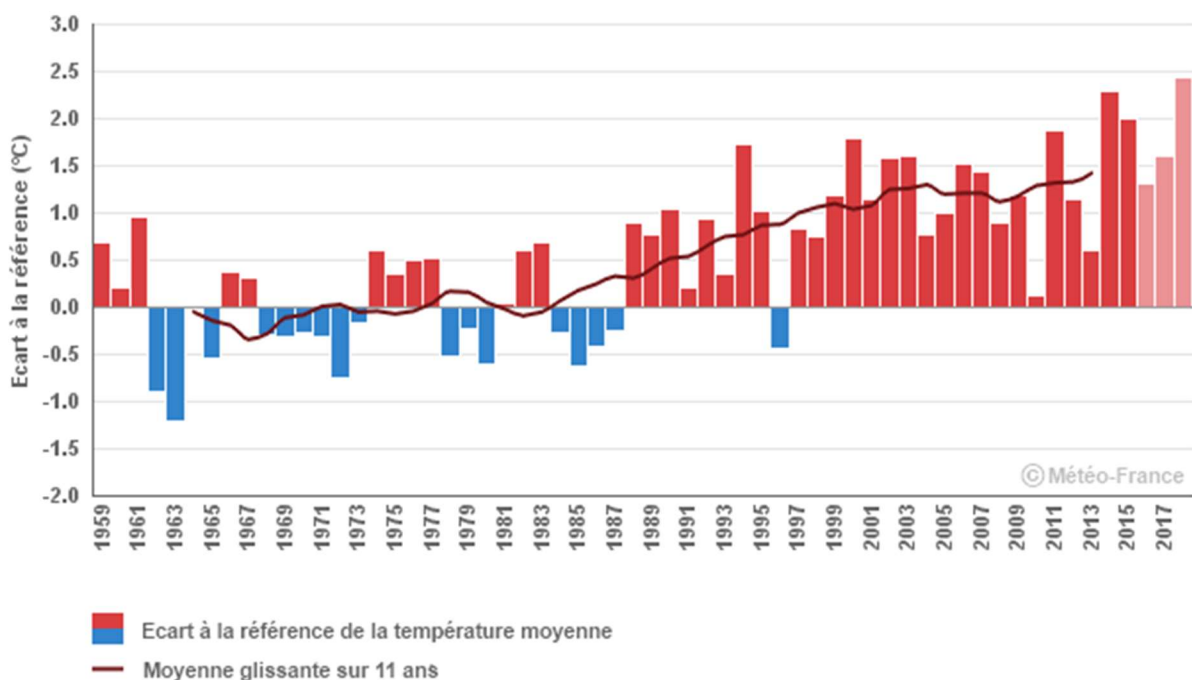 3.0
2.5
2.0
1.5
1.0
0.5
0.0
-0.5
-1.0
-1.5
-2.0
Ecart à la référence (°C)
© Météo-France
1959 1961 1963 1965 1967 1969 1971 1973 1975 1977 1979 1981 1983 1985 1987 1989 1991 1993 1995 1997 1999 2001 2003 2005 2007 2009 2011 2013 2015 2017
Ecart à la référence de la température moyenne
Moyenne glissante sur 11 ans